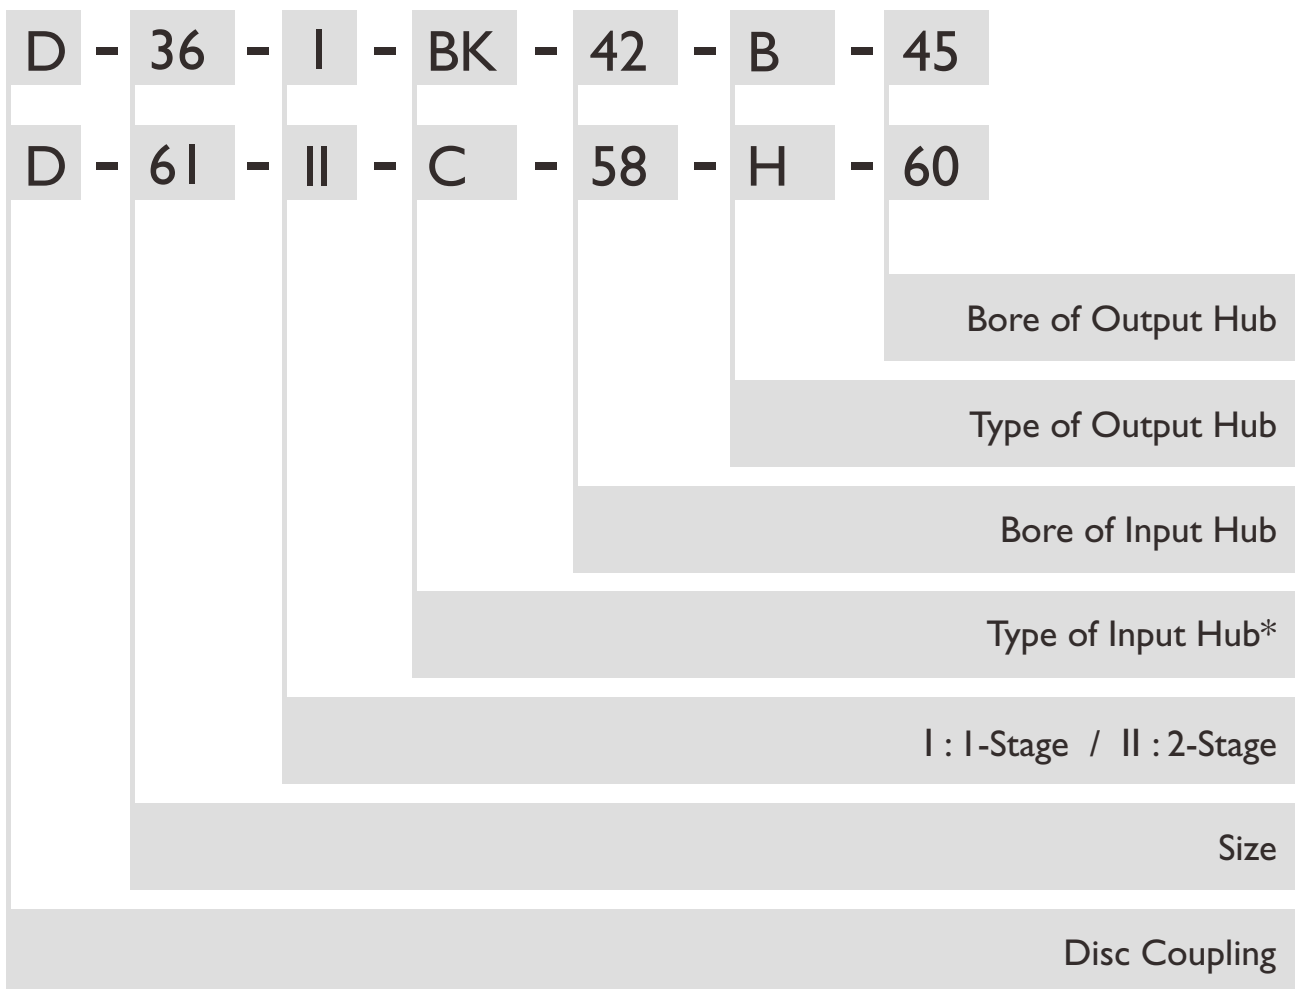 D - 36 - I - BK - 42 - B - 45
D - 61 - II - C - 58 - H - 60
Bore of Output Hub
Type of Output Hub
Bore of Input Hub
Type of Input Hub*
I : 1-Stage / II : 2-Stage
Size
Disc Coupling